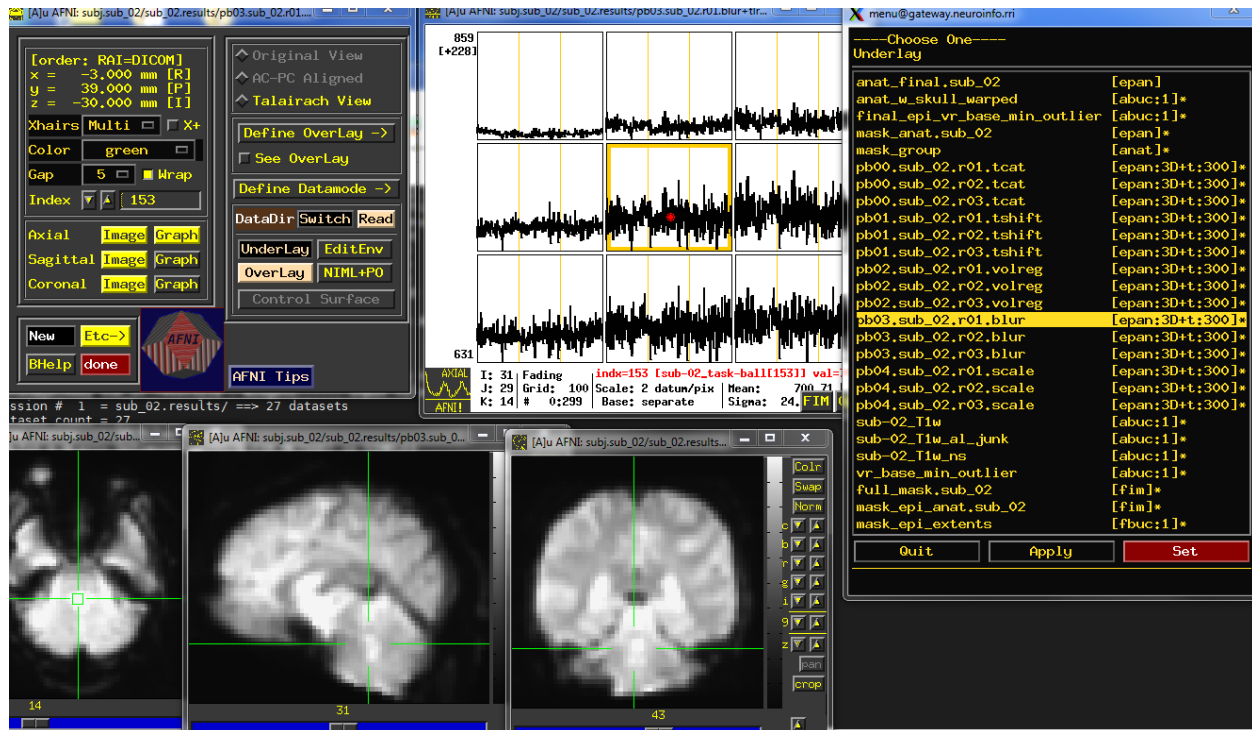 [A]u AFNI: subj.sub_02/sub_02.results/pb03.sub_02.r01....
[order: RAI=DICOM]
x = -3.000 mm [R]
y = 39.000 mm [P]
z = -30.000 mm [I]
Xhairs Multi X+
Color green
Gap 5 Wrap
Index 153
Axial Image Graph
Sagittal Image Graph
Coronal Image Graph
New Etc->
BHelp done
AFNI
Original View
AC-PC Aligned
Talairach View
Define OverLay ->
See OverLay
Define Datamode ->
DataDir Switch Read
UnderLay EditEnv
OverLay NIML+PO
Control Surface
AFNI Tips
ssion # 1 = sub_02.results/ ==> 27 datasets
taset count = 27
[A]u AFNI: subj.sub_02/sub_02.results/pb03.sub_02.r01.blur+tlr...
859
[+228]
631
AXIAL
AFNI!
I: 31 Fading indx=153 [sub-02_task-ball[153]]
J: 29 Grid: 100 Scale: 2 datum/pix Mean: 700.71
K: 14 # 0:299 Base: separate Sigma: 24. FIM
menu@gateway.neuroinfo.rri
----Choose One----
Underlay
anat_final.sub_02 [epan]
anat_w_skull_warped [abuc:1]*
final_epi_vr_base_min_outlier [abuc:1]*
mask_anat.sub_02 [epan]*
mask_group [anat]*
pb00.sub_02.r01.tcat [epan:3D+t:300]*
pb00.sub_02.r02.tcat [epan:3D+t:300]*
pb00.sub_02.r03.tcat [epan:3D+t:300]*
pb01.sub_02.r01.tshift [epan:3D+t:300]*
pb01.sub_02.r02.tshift [epan:3D+t:300]*
pb01.sub_02.r03.tshift [epan:3D+t:300]*
pb02.sub_02.r01.volreg [epan:3D+t:300]*
pb02.sub_02.r02.volreg [epan:3D+t:300]*
pb02.sub_02.r03.volreg [epan:3D+t:300]*
pb03.sub_02.r01.blur [epan:3D+t:300]*
pb03.sub_02.r02.blur [epan:3D+t:300]*
pb03.sub_02.r03.blur [epan:3D+t:300]*
pb04.sub_02.r01.scale [epan:3D+t:300]*
pb04.sub_02.r02.scale [epan:3D+t:300]*
pb04.sub_02.r03.scale [epan:3D+t:300]*
sub-02_T1w [abuc:1]*
sub-02_T1w_al_junk [abuc:1]*
sub-02_T1w_ns [abuc:1]*
vr_base_min_outlier [abuc:1]*
full_mask.sub_02 [fim]*
mask_epi_anat.sub_02 [fim]*
mask_epi_extents [fbuc:1]*
Quit Apply Set
]u AFNI: subj.sub_02/sub...
14
[A]u AFNI: subj.sub_02/sub_02.results/pb03.sub_0...
31
[A]u AFNI: subj.sub_02/sub_02.results...
Colr
Swap
Norm
c
b
r
g
i
9
z
pan
crop
43